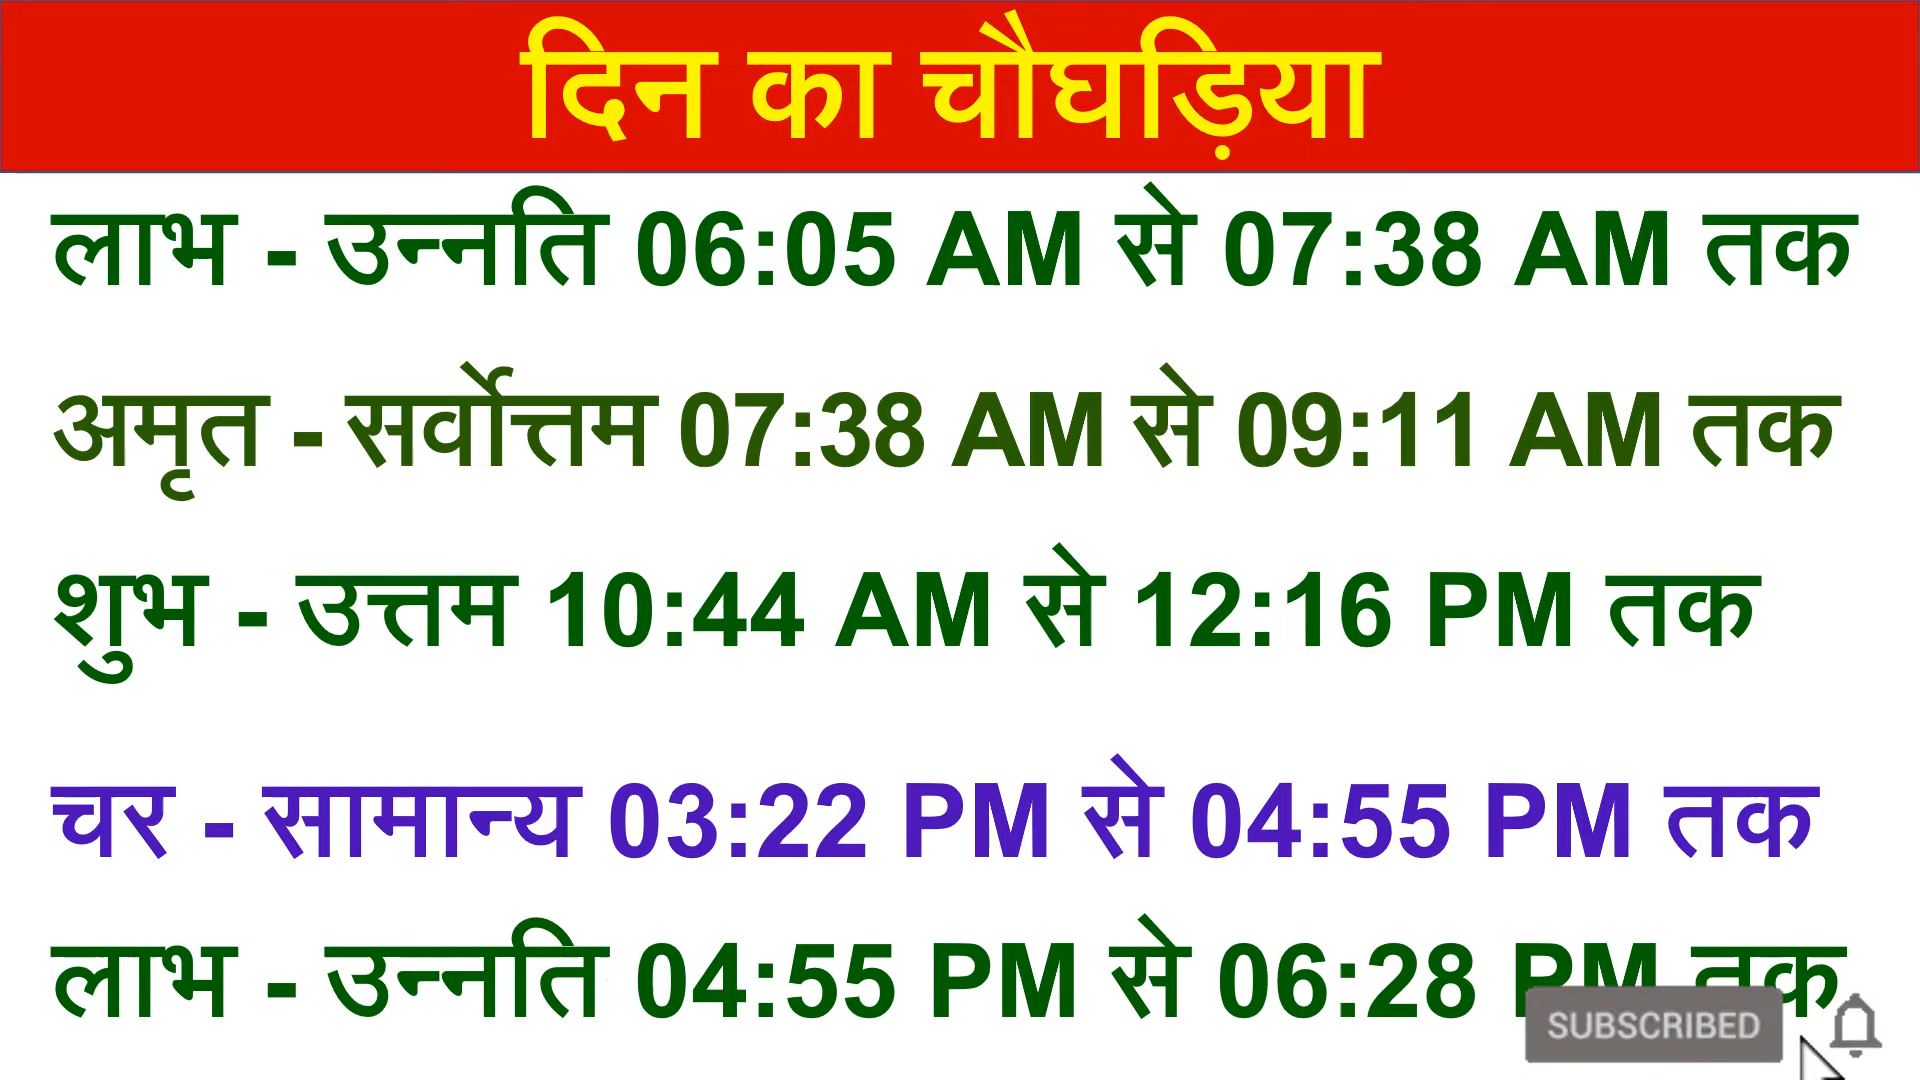 दिन का चौघड़िया
लाभ - उन्नति 06:05 AM से 07:38 AM तक
अमृत - सर्वोत्तम 07:38 AM से 09:11 AM तक
शुभ - उत्तम 10:44 AM से 12:16 PM तक
चर - सामान्य 03:22 PM से 04:55 PM तक
लाभ - उन्नति 04:55 PM से 06:28 PM तक
SUBSCRIBED